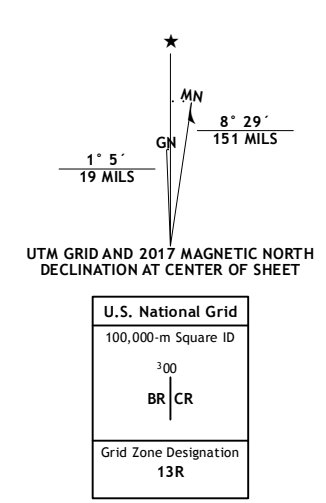 ★
MN
8° 29´
151 MILS
GN
1° 5´
19 MILS
UTM GRID AND 2017 MAGNETIC NORTH
DECLINATION AT CENTER OF SHEET
U.S. National Grid
100,000-m Square ID
³00
BR CR
Grid Zone Designation
13R